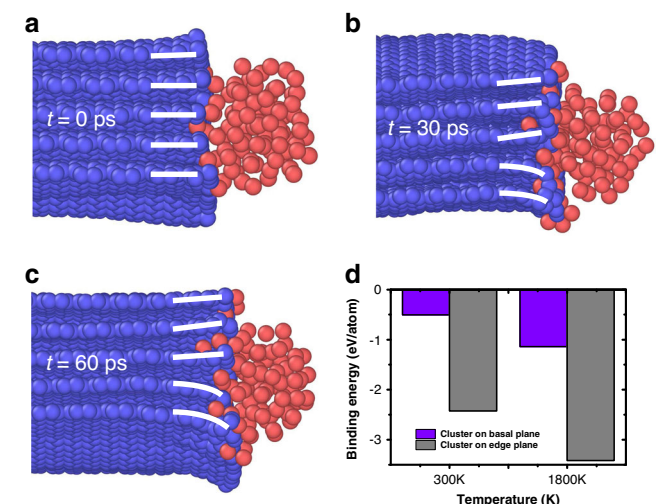 a
b
t = 0 ps
t = 30 ps
c
d
t = 60 ps
Binding energy (eV/atom)
0
-1
-2
-3
Cluster on basal plane
Cluster on edge plane
300K
1800K
Temperature (K)